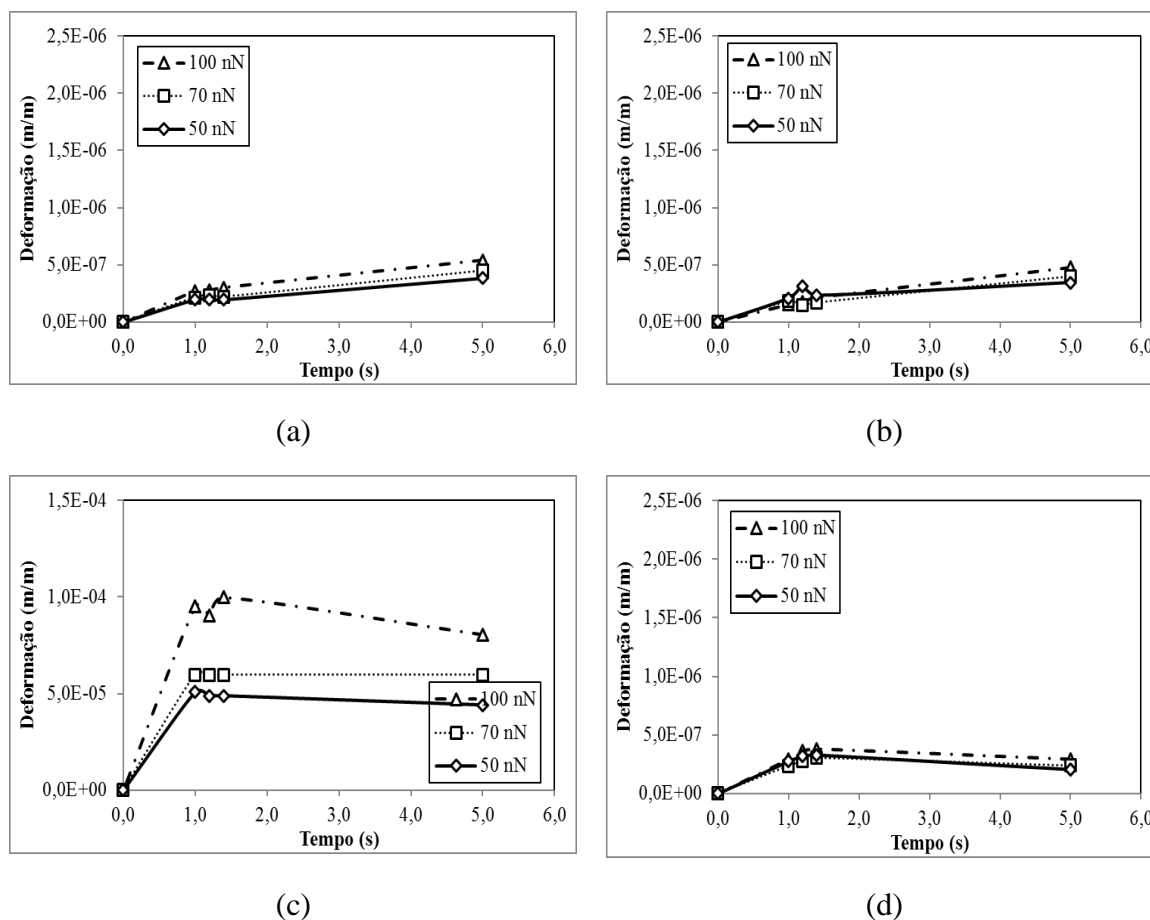 2,5E-06
2,0E-06
1,5E-06
1,0E-06
5,0E-07
0,0E+00
Deformação (m/m)
100 nN
70 nN
50 nN
0,0 1,0 2,0 3,0 4,0 5,0 6,0
Tempo (s)
(a)
2,5E-06
2,0E-06
1,5E-06
1,0E-06
5,0E-07
0,0E+00
Deformação (m/m)
100 nN
70 nN
50 nN
0,0 1,0 2,0 3,0 4,0 5,0 6,0
Tempo (s)
(b)
1,5E-04
1,0E-04
5,0E-05
0,0E+00
Deformação (m/m)
100 nN
70 nN
50 nN
0,0 1,0 2,0 3,0 4,0 5,0 6,0
Tempo (s)
(c)
2,5E-06
2,0E-06
1,5E-06
1,0E-06
5,0E-07
0,0E+00
Deformação (m/m)
100 nN
70 nN
50 nN
0,0 1,0 2,0 3,0 4,0 5,0 6,0
Tempo (s)
(d)